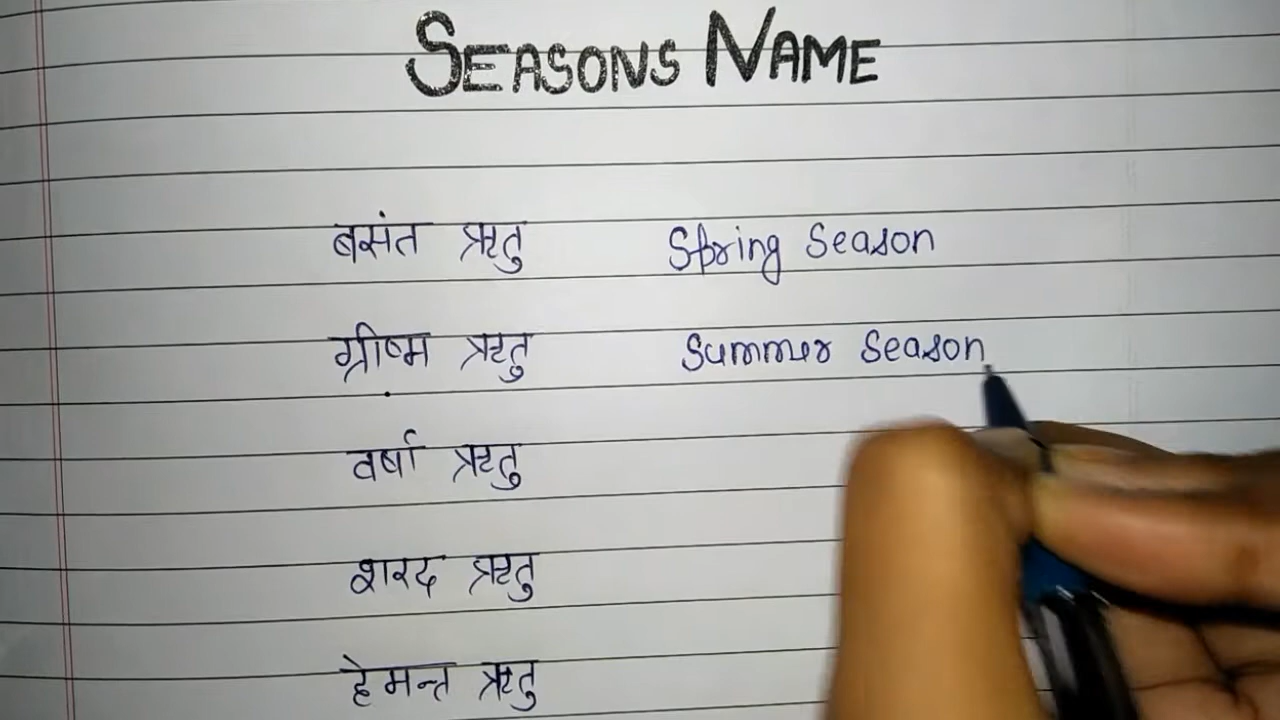 SEASONS NAME
बसंत ऋतु Spring Season
ग्रीष्म ऋतु Summer Season
वर्षा ऋतु
शरद ऋतु
हेमन्त ऋतु